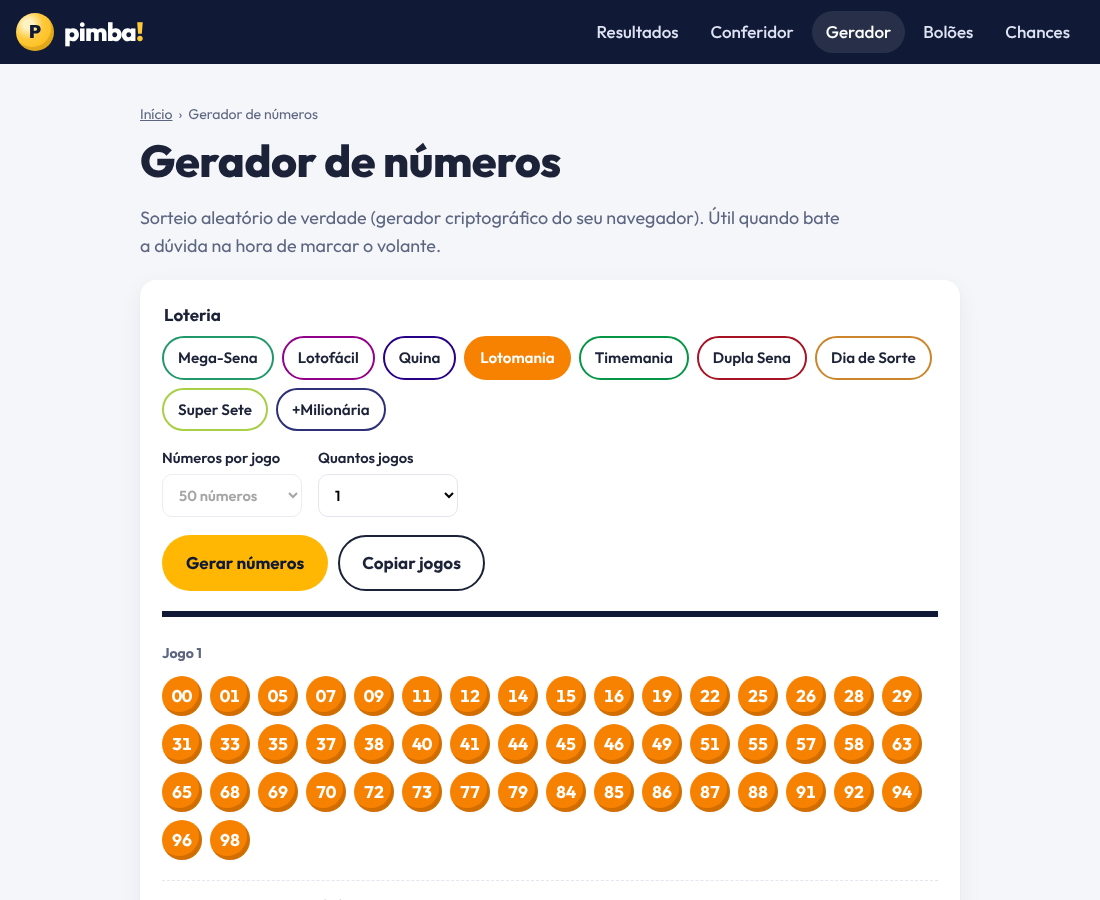 P pimba! Resultados Conferidor Gerador Bolões Chances
Início › Gerador de números
Gerador de números
Sorteio aleatório de verdade (gerador criptográfico do seu navegador). Útil quando bate
a dúvida na hora de marcar o volante.
Loteria
Mega-Sena Lotofácil Quina Lotomania Timemania Dupla Sena Dia de Sorte
Super Sete +Milionária
Números por jogo Quantos jogos
50 números 1
Gerar números Copiar jogos
Jogo 1
00 01 05 07 09 11 12 14 15 16 19 22 25 26 28 29
31 33 35 37 38 40 41 44 45 46 49 51 55 57 58 63
65 68 69 70 72 73 77 79 84 85 86 87 88 91 92 94
96 98